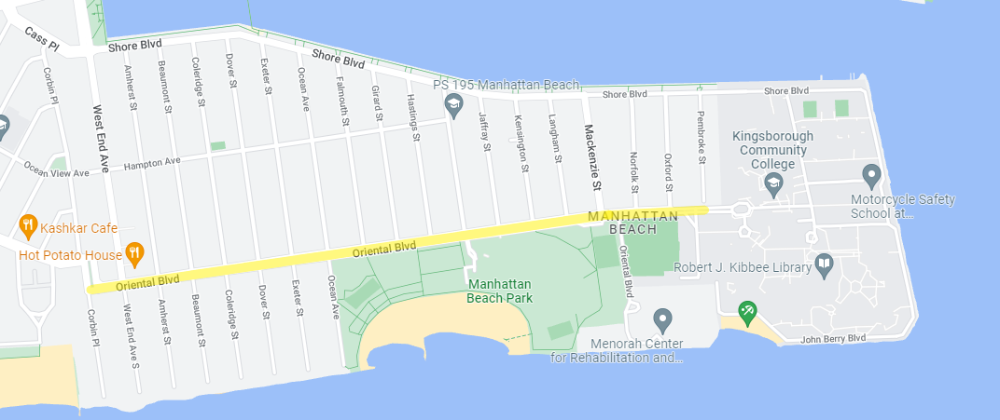 Cass Pl
Shore Blvd
Shore Blvd
PS 195 Manhattan Beach
Shore Blvd
Shore Blvd
Corbin Pl
West End Ave
Amherst St
Beaumont St
Coleridge St
Dover St
Exeter St
Ocean Ave
Falmouth St
Girard St
Hastings St
Jaffray St
Kensington St
Langham St
Mackenzie St
Norfolk St
Oxford St
Pembroke St
Kingsborough
Community
College
Ocean View Ave
Hampton Ave
Motorcycle Safety
School at...
Kashkar Cafe
Hot Potato House
MANHATTAN
BEACH
Oriental Blvd
Oriental Blvd
Oriental Blvd
Robert J. Kibbee Library
Manhattan
Beach Park
Corbin Pl
West End Ave S
Amherst St
Beaumont St
Coleridge St
Dover St
Exeter St
Ocean Ave
Menorah Center
for Rehabilitation and...
John Berry Blvd